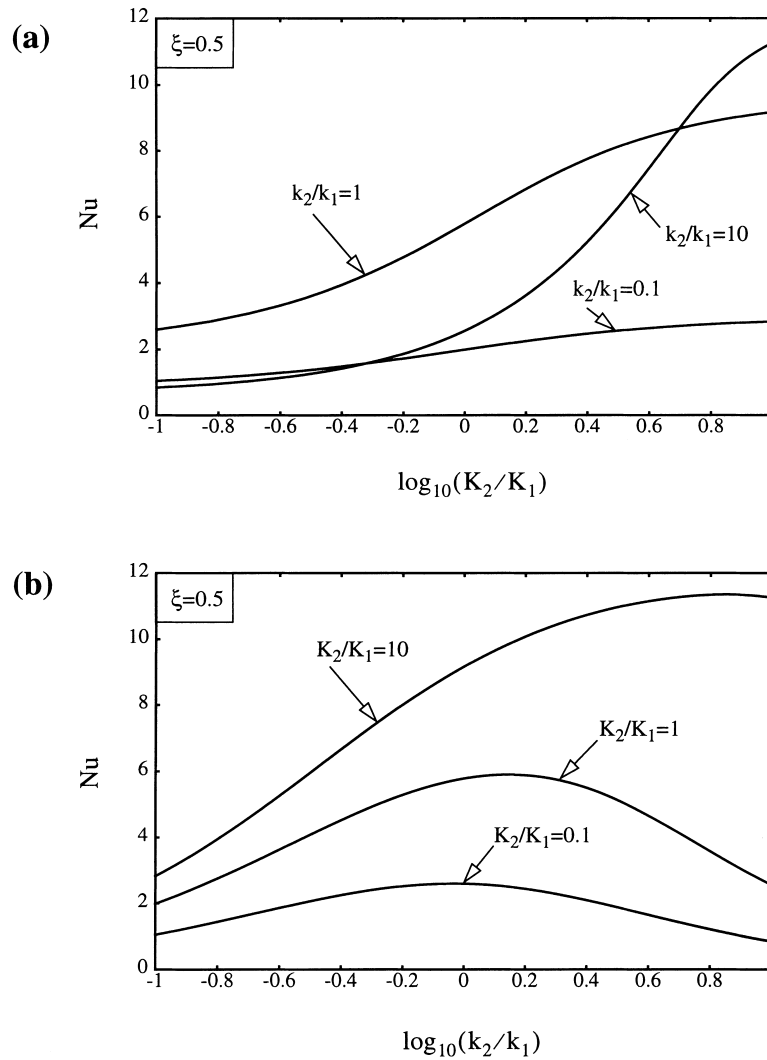 (a)
ξ=0.5
12
10
8
6
4
2
0
Nu
k2/k1=1
k2/k1=10
k2/k1=0.1
-1 -0.8 -0.6 -0.4 -0.2 0 0.2 0.4 0.6 0.8
log10(K2/K1)
(b)
ξ=0.5
12
10
8
6
4
2
0
Nu
K2/K1=10
K2/K1=1
K2/K1=0.1
-1 -0.8 -0.6 -0.4 -0.2 0 0.2 0.4 0.6 0.8
log10(k2/k1)